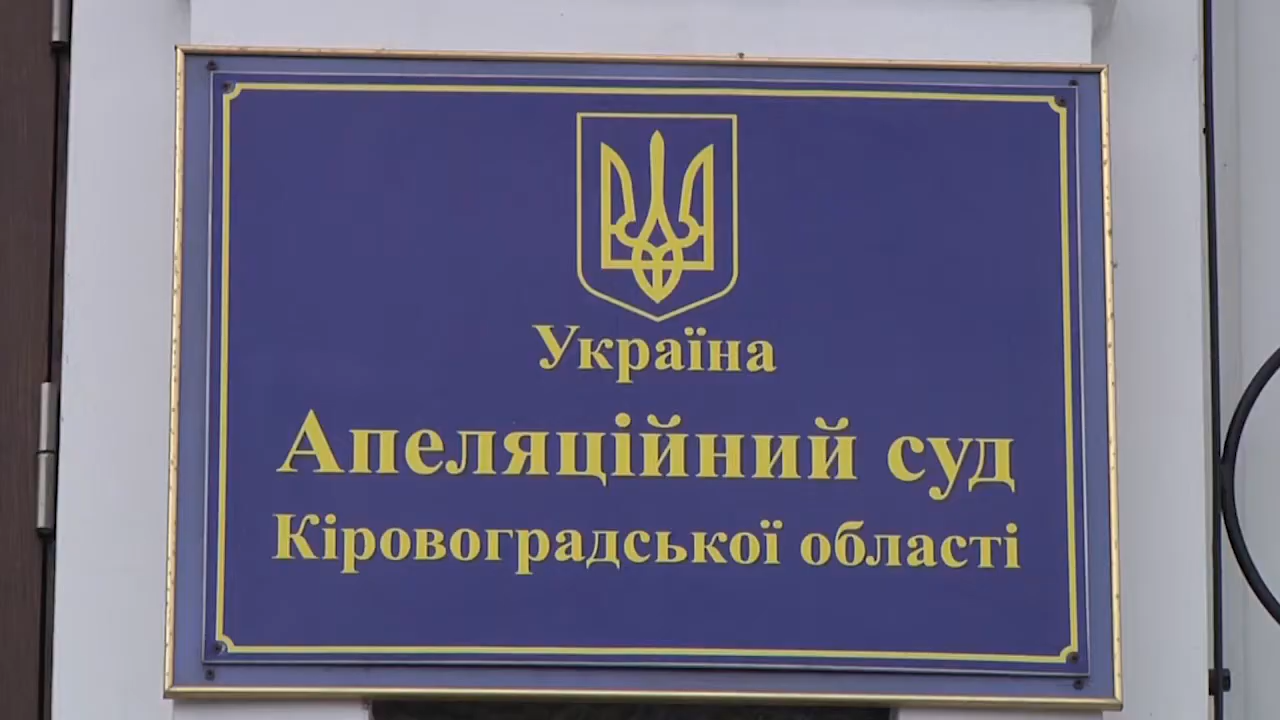 Україна
Апеляційний суд
Кіровоградської області